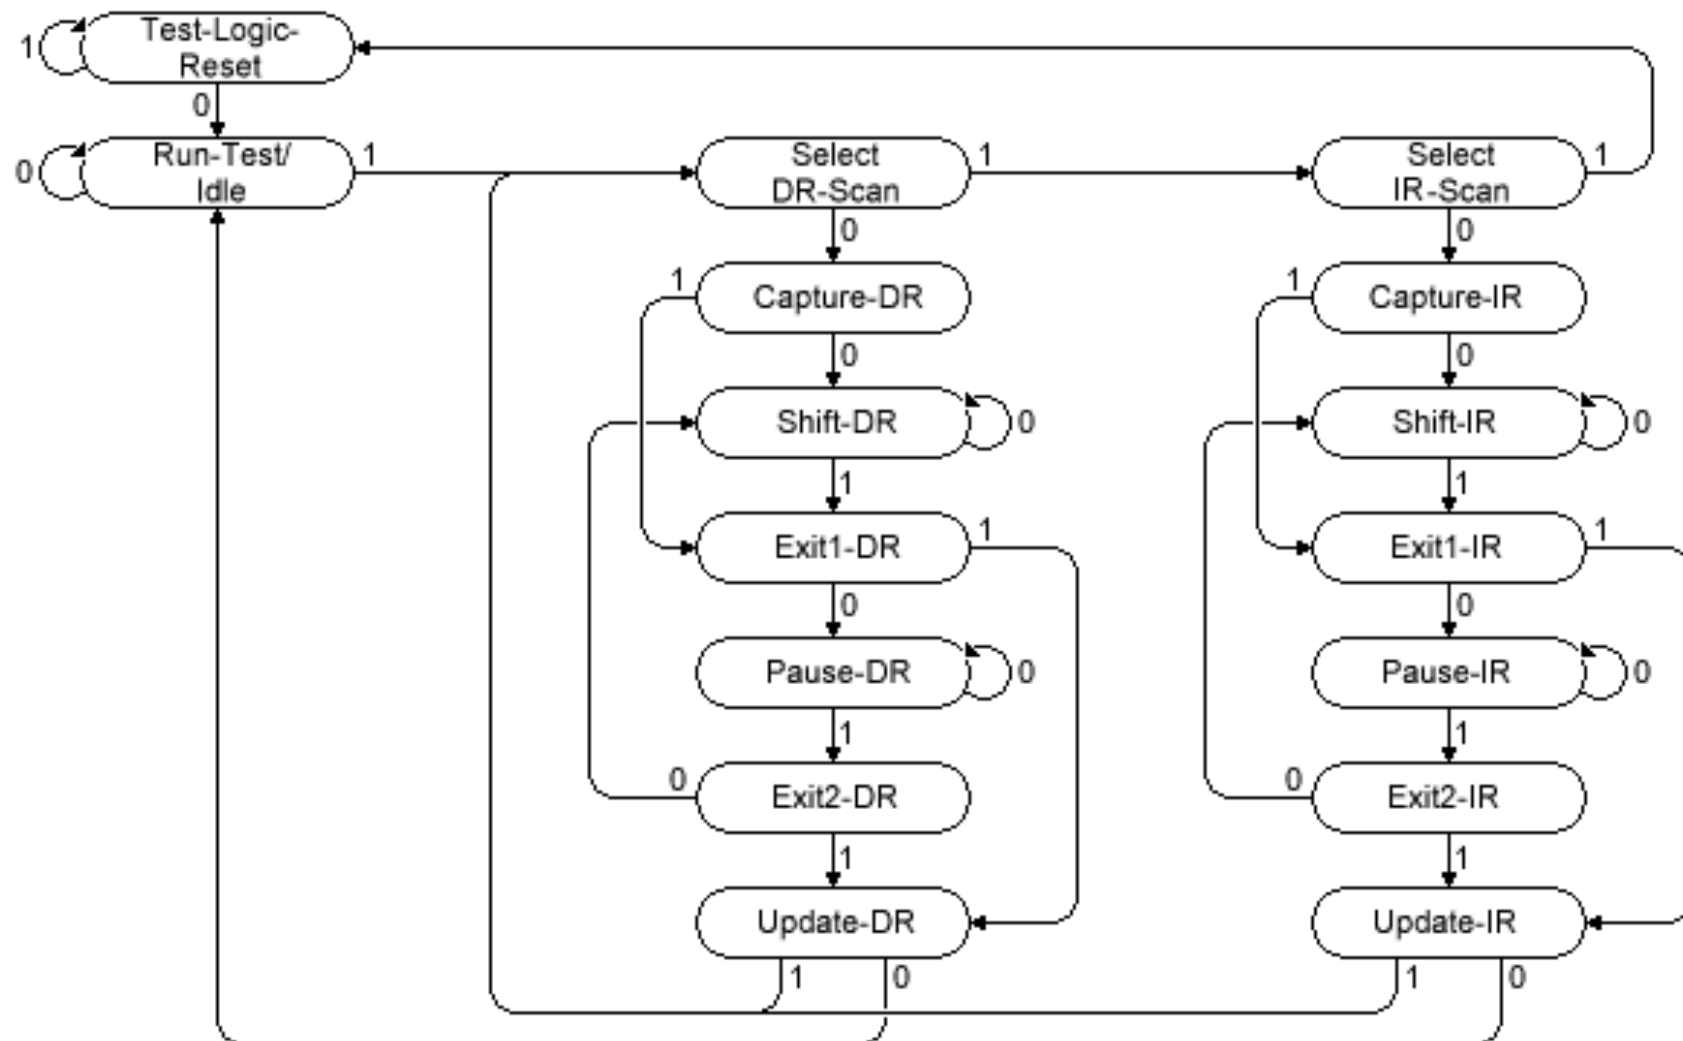 Test-Logic-
Reset
1
0
Run-Test/
Idle
0
1
Select
DR-Scan
1
0
Select
IR-Scan
1
0
Capture-DR
1
0
Capture-IR
1
0
Shift-DR
0
1
Shift-IR
0
1
Exit1-DR
1
0
Exit1-IR
1
0
Pause-DR
0
1
Pause-IR
0
1
Exit2-DR
0
1
Exit2-IR
0
1
Update-DR
1
0
Update-IR
1
0